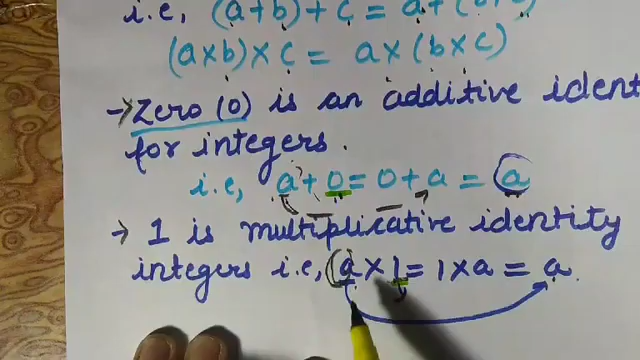 i.e, (a+b)+c = a+(b+c)
(a×b)×c = a×(b×c)
→ Zero (0) is an additive ident
for integers.
i.e, a+0=0+a = a
→ 1 is multiplicative identity
integers i.e, (a×1=1×a=a.